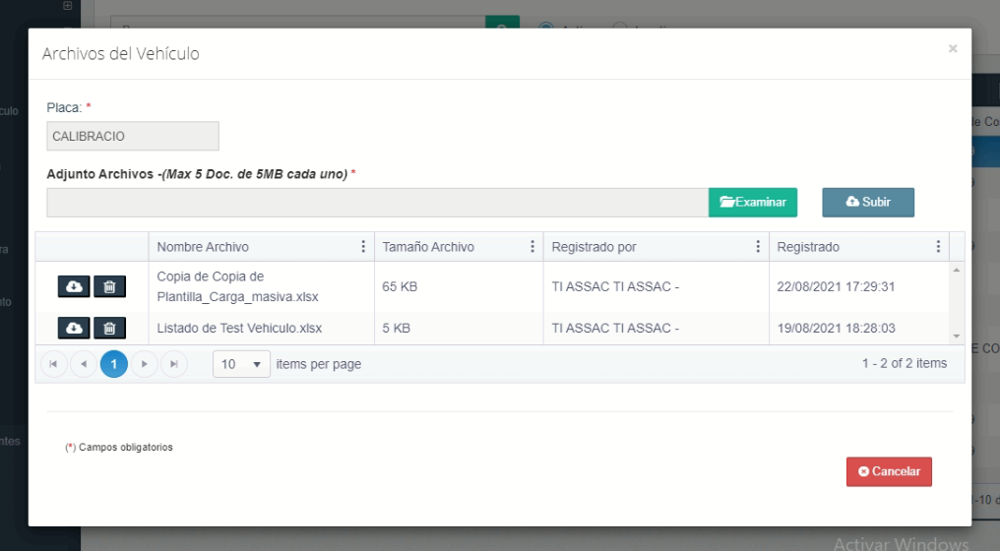 Archivos del Vehículo
Placa: *
CALIBRACIO
Adjunto Archivos -(Max 5 Doc. de 5MB cada uno) *
Examinar
Subir
Nombre Archivo Tamaño Archivo Registrado por Registrado
Copia de Copia de
Plantilla_Carga_masiva.xlsx 65 KB TI ASSAC TI ASSAC - 22/08/2021 17:29:31
Listado de Test Vehiculo.xlsx 5 KB TI ASSAC TI ASSAC - 19/08/2021 18:28:03
1 10 items per page 1 - 2 of 2 items
(*) Campos obligatorios
Cancelar
Activar Windows